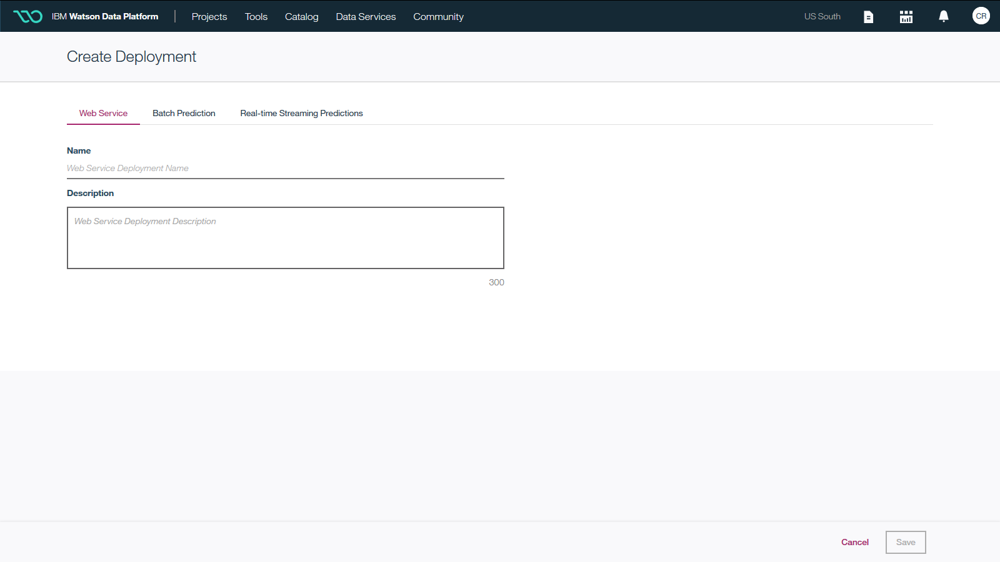 IBM Watson Data Platform | Projects Tools Catalog Data Services Community US South CR
Create Deployment
Web Service Batch Prediction Real-time Streaming Predictions
Name
Web Service Deployment Name
Description
Web Service Deployment Description
300
Cancel Save